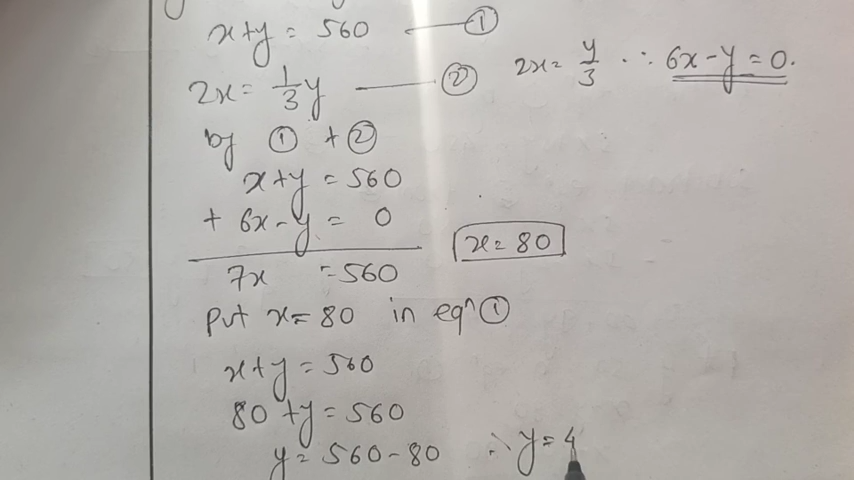 x+y = 560 — ①
2x = 1/3 y — ②
2x = y/3 ∴ 6x - y = 0.
by ① + ②
x+y = 560
+ 6x - y = 0
7x = 560
x = 80
put x = 80 in eqⁿ ①
x+y = 560
80 + y = 560
y = 560 - 80 ∴ y = 4